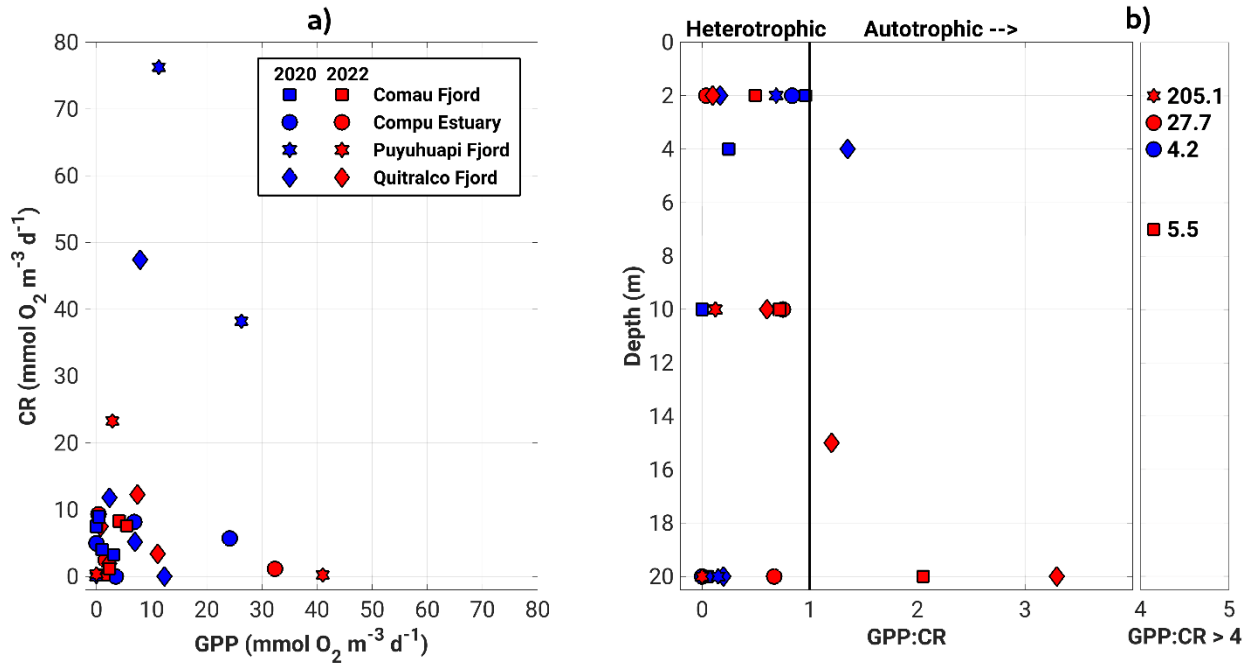 a)
80
70
60
50
40
30
20
10
0
CR (mmol O2 m-3 d-1)
0 10 20 30 40 50 60 70 80
GPP (mmol O2 m-3 d-1)
2020 2022
Comau Fjord
Compu Estuary
Puyuhuapi Fjord
Quitralco Fjord
b)
Heterotrophic Autotrophic -->
0
2
4
6
8
10
12
14
16
18
20
Depth (m)
0 1 2 3
GPP:CR
205.1
27.7
4.2
5.5
4 5
GPP:CR > 4